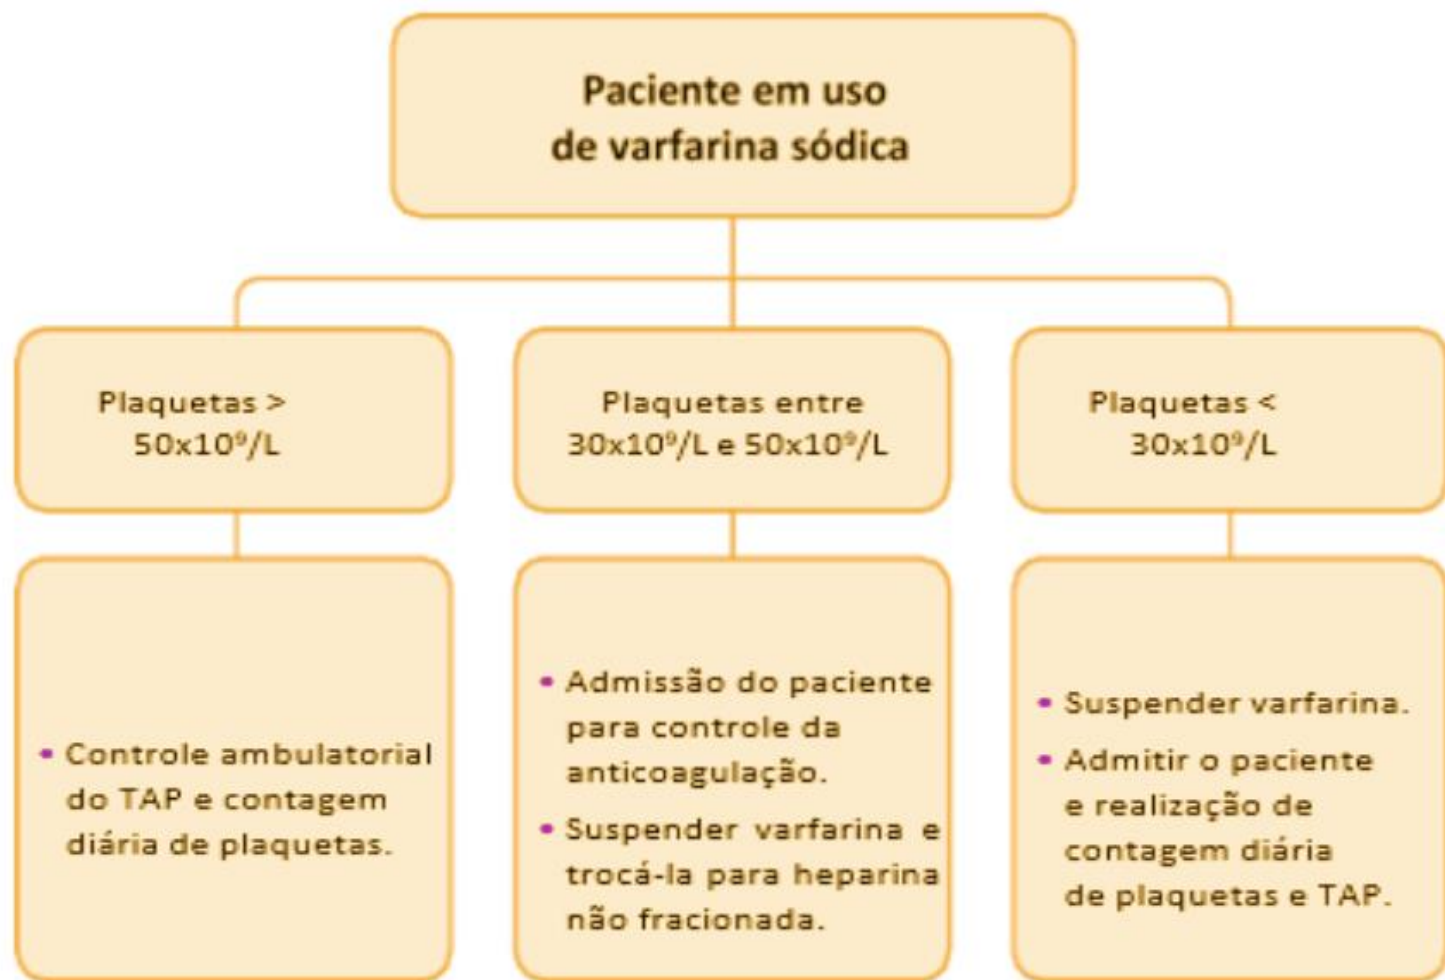 Paciente em uso
de varfarina sódica
Plaquetas >
50x10⁹/L
Plaquetas entre
30x10⁹/L e 50x10⁹/L
Plaquetas <
30x10⁹/L
• Controle ambulatorial
do TAP e contagem
diária de plaquetas.
• Admissão do paciente
para controle da
anticoagulação.
• Suspender varfarina e
trocá-la para heparina
não fracionada.
• Suspender varfarina.
• Admitir o paciente
e realização de
contagem diária
de plaquetas e TAP.